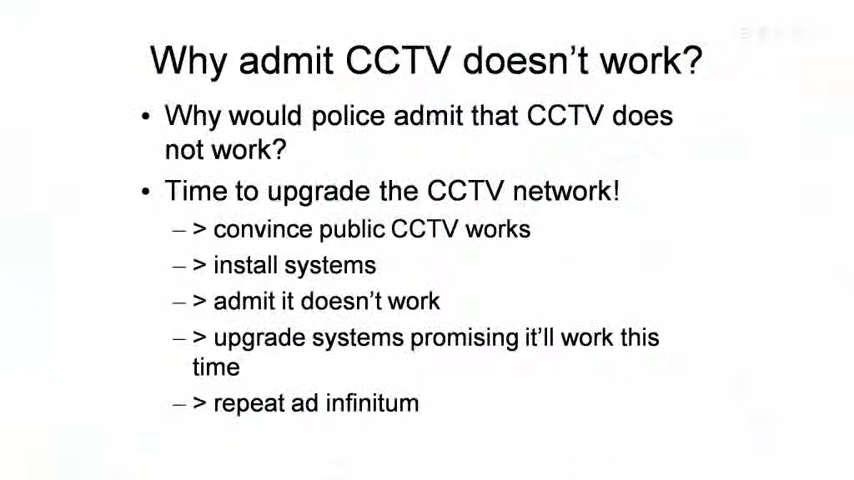 Why admit CCTV doesn't work?
• Why would police admit that CCTV does
not work?
• Time to upgrade the CCTV network!
– > convince public CCTV works
– > install systems
– > admit it doesn't work
– > upgrade systems promising it'll work this
time
– > repeat ad infinitum